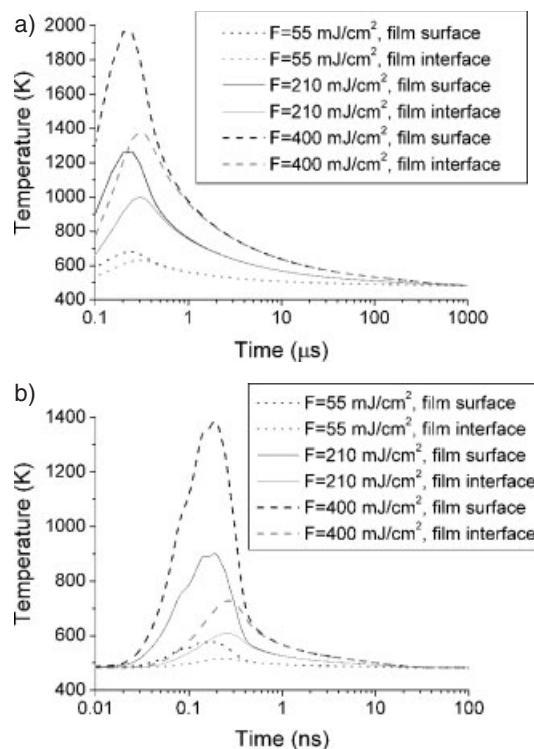 a)
2000
1800
1600
1400
1200
1000
800
600
400
Temperature (K)
F=55 mJ/cm², film surface
F=55 mJ/cm², film interface
F=210 mJ/cm², film surface
F=210 mJ/cm², film interface
F=400 mJ/cm², film surface
F=400 mJ/cm², film interface
0.1 1 10 100 1000
Time (μs)
b)
1400
1200
1000
800
600
400
Temperature (K)
F=55 mJ/cm², film surface
F=55 mJ/cm², film interface
F=210 mJ/cm², film surface
F=210 mJ/cm², film interface
F=400 mJ/cm², film surface
F=400 mJ/cm², film interface
0.01 0.1 1 10 100
Time (ns)